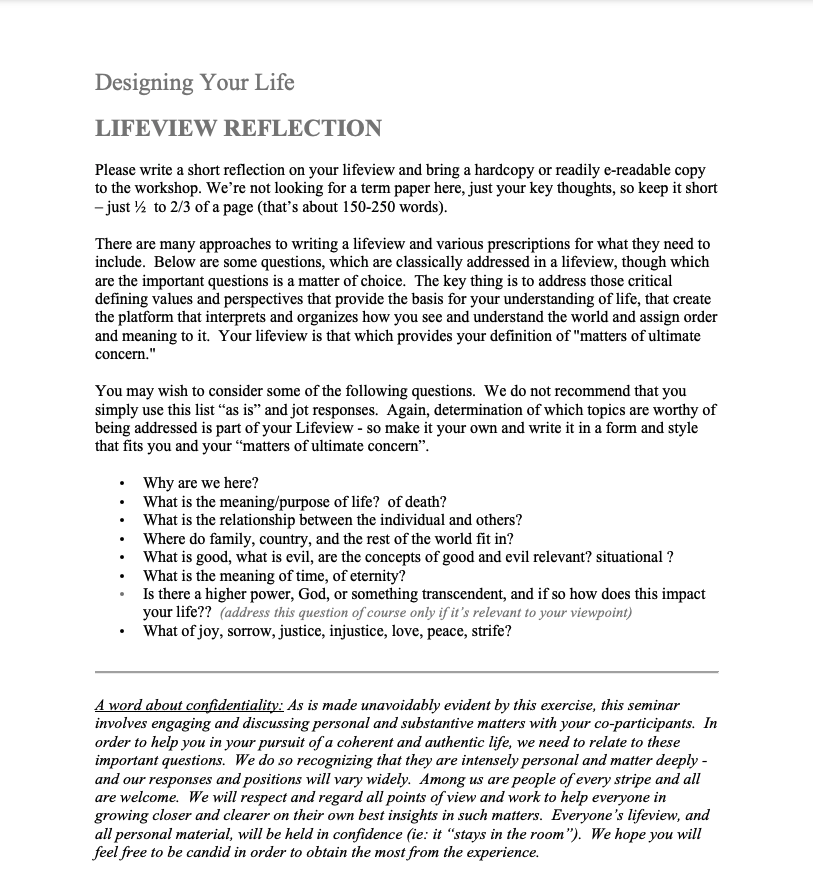 Designing Your Life
LIFEVIEW REFLECTION
Please write a short reflection on your lifeview and bring a hardcopy or readily e-readable copy
to the workshop. We're not looking for a term paper here, just your key thoughts, so keep it short
– just ½  to 2/3 of a page (that's about 150-250 words).
There are many approaches to writing a lifeview and various prescriptions for what they need to
include.  Below are some questions, which are classically addressed in a lifeview, though which
are the important questions is a matter of choice.  The key thing is to address those critical
defining values and perspectives that provide the basis for your understanding of life, that create
the platform that interprets and organizes how you see and understand the world and assign order
and meaning to it.  Your lifeview is that which provides your definition of "matters of ultimate
concern."
You may wish to consider some of the following questions.  We do not recommend that you
simply use this list “as is” and jot responses.  Again, determination of which topics are worthy of
being addressed is part of your Lifeview - so make it your own and write it in a form and style
that fits you and your “matters of ultimate concern”.
• Why are we here?
• What is the meaning/purpose of life?  of death?
• What is the relationship between the individual and others?
• Where do family, country, and the rest of the world fit in?
• What is good, what is evil, are the concepts of good and evil relevant? situational ?
• What is the meaning of time, of eternity?
• Is there a higher power, God, or something transcendent, and if so how does this impact
your life??  (address this question of course only if it's relevant to your viewpoint)
• What of joy, sorrow, justice, injustice, love, peace, strife?
A word about confidentiality: As is made unavoidably evident by this exercise, this seminar
involves engaging and discussing personal and substantive matters with your co-participants.  In
order to help you in your pursuit of a coherent and authentic life, we need to relate to these
important questions.  We do so recognizing that they are intensely personal and matter deeply -
and our responses and positions will vary widely.  Among us are people of every stripe and all
are welcome.  We will respect and regard all points of view and work to help everyone in
growing closer and clearer on their own best insights in such matters.  Everyone's lifeview, and
all personal material, will be held in confidence (ie: it “stays in the room”).  We hope you will
feel free to be candid in order to obtain the most from the experience.